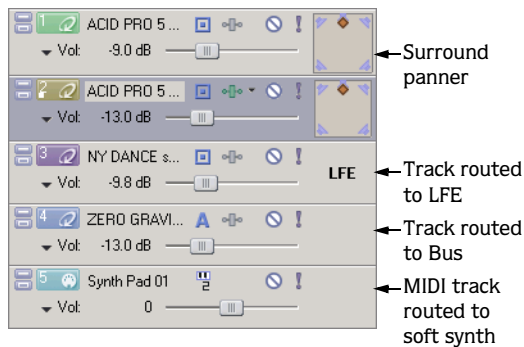 1 ACID PRO 5 ...
Vol: -9.0 dB
Surround
panner
2 ACID PRO 5 ...
Vol: -13.0 dB
3 NY DANCE s...
Vol: -9.8 dB
LFE
Track routed
to LFE
4 ZERO GRAVI...
A
Vol: -13.0 dB
Track routed
to Bus
5 Synth Pad 01
2
Vol: 0
MIDI track
routed to
soft synth